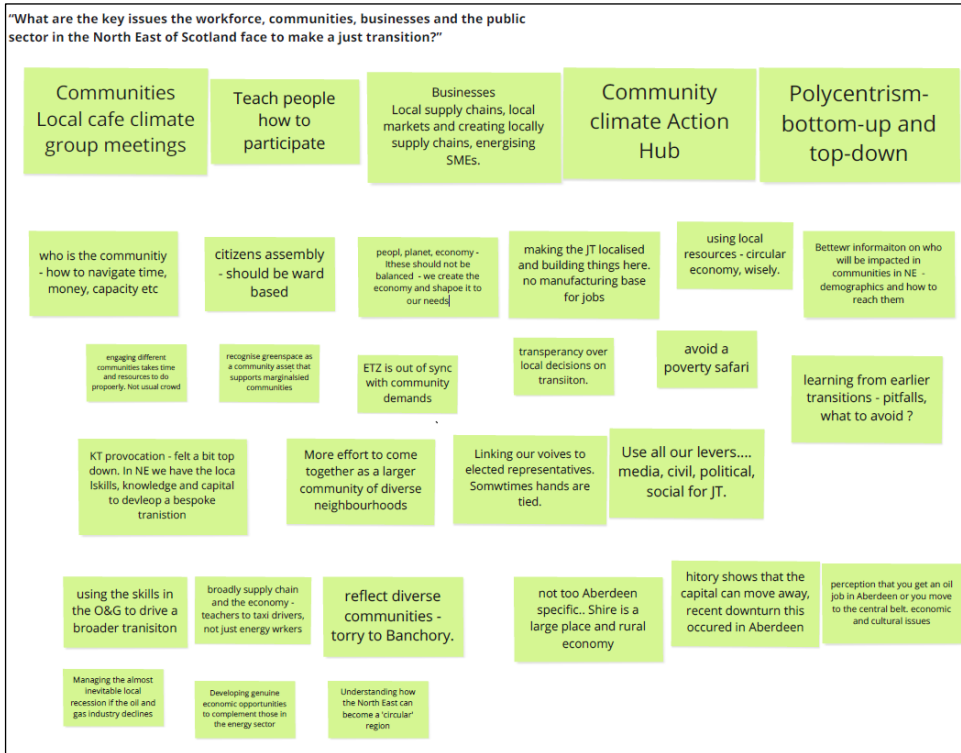 “What are the key issues the workforce, communities, businesses and the public
sector in the North East of Scotland face to make a just transition?”
Communities
Local cafe climate
group meetings
Teach people
how to
participate
Businesses
Local supply chains, local
markets and creating locally
supply chains, energising
SMEs.
Community
climate Action
Hub
Polycentrism-
bottom-up and
top-down
who is the communitiy
- how to navigate time,
money, capacity etc
citizens assembly
- should be ward
based
peopl, planet, economy -
lthese should not be
balanced - we create the
economy and shapoe it to
our needs
making the JT localised
and building things here.
no manufacturing base
for jobs
using local
resources - circular
economy, wisely.
Bettewr informaiton on who
will be impacted in
communities in NE -
demographics and how to
reach them
engaging different
communities takes time
and resources to do
propoerly. Not usual crowd
recognise greenspace as
a community asset that
supports marginalsied
communities
ETZ is out of sync
with community
demands
transperancy over
local decisions on
transiiton.
avoid a
poverty safari
learning from earlier
transitions - pitfalls,
what to avoid ?
KT provocation - felt a bit top
down. In NE we have the loca
lskills, knowledge and capital
to devleop a bespoke
tranistion
More effort to come
together as a larger
community of diverse
neighbourhoods
Linking our voives to
elected representatives.
Somwtimes hands are
tied.
Use all our levers....
media, civil, political,
social for JT.
using the skills in
the O&G to drive a
broader tranisiton
broadly supply chain
and the economy -
teachers to taxi drivers,
not just energy wrkers
reflect diverse
communities -
torry to Banchory.
not too Aberdeen
specific.. Shire is a
large place and rural
economy
hitory shows that the
capital can move away,
recent downturn this
occured in Aberdeen
perception that you get an oil
job in Aberdeen or you move
to the central belt. economic
and cultural issues
Managing the almost
inevitable local
recession if the oil and
gas industry declines
Developing genuine
economic opportunities
to complement those in
the energy sector
Understanding how
the North East can
become a 'circular'
region